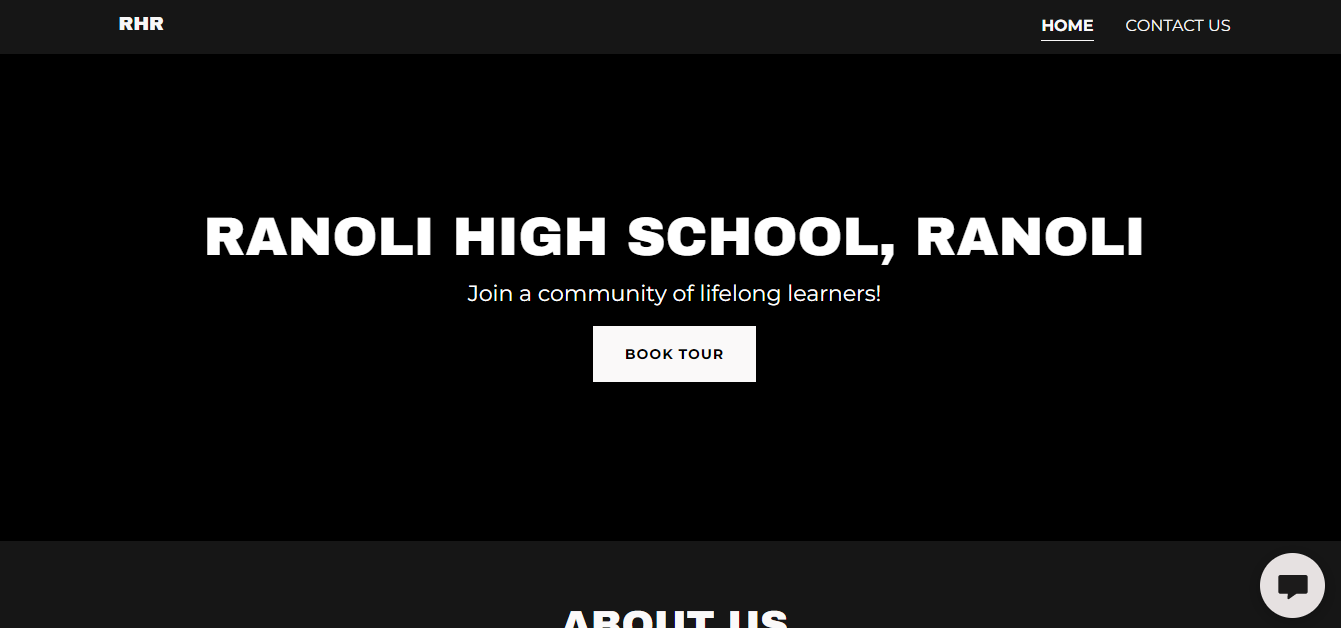 RHR
HOME
CONTACT US
RANOLI HIGH SCHOOL, RANOLI
Join a community of lifelong learners!
BOOK TOUR
ABOUT US